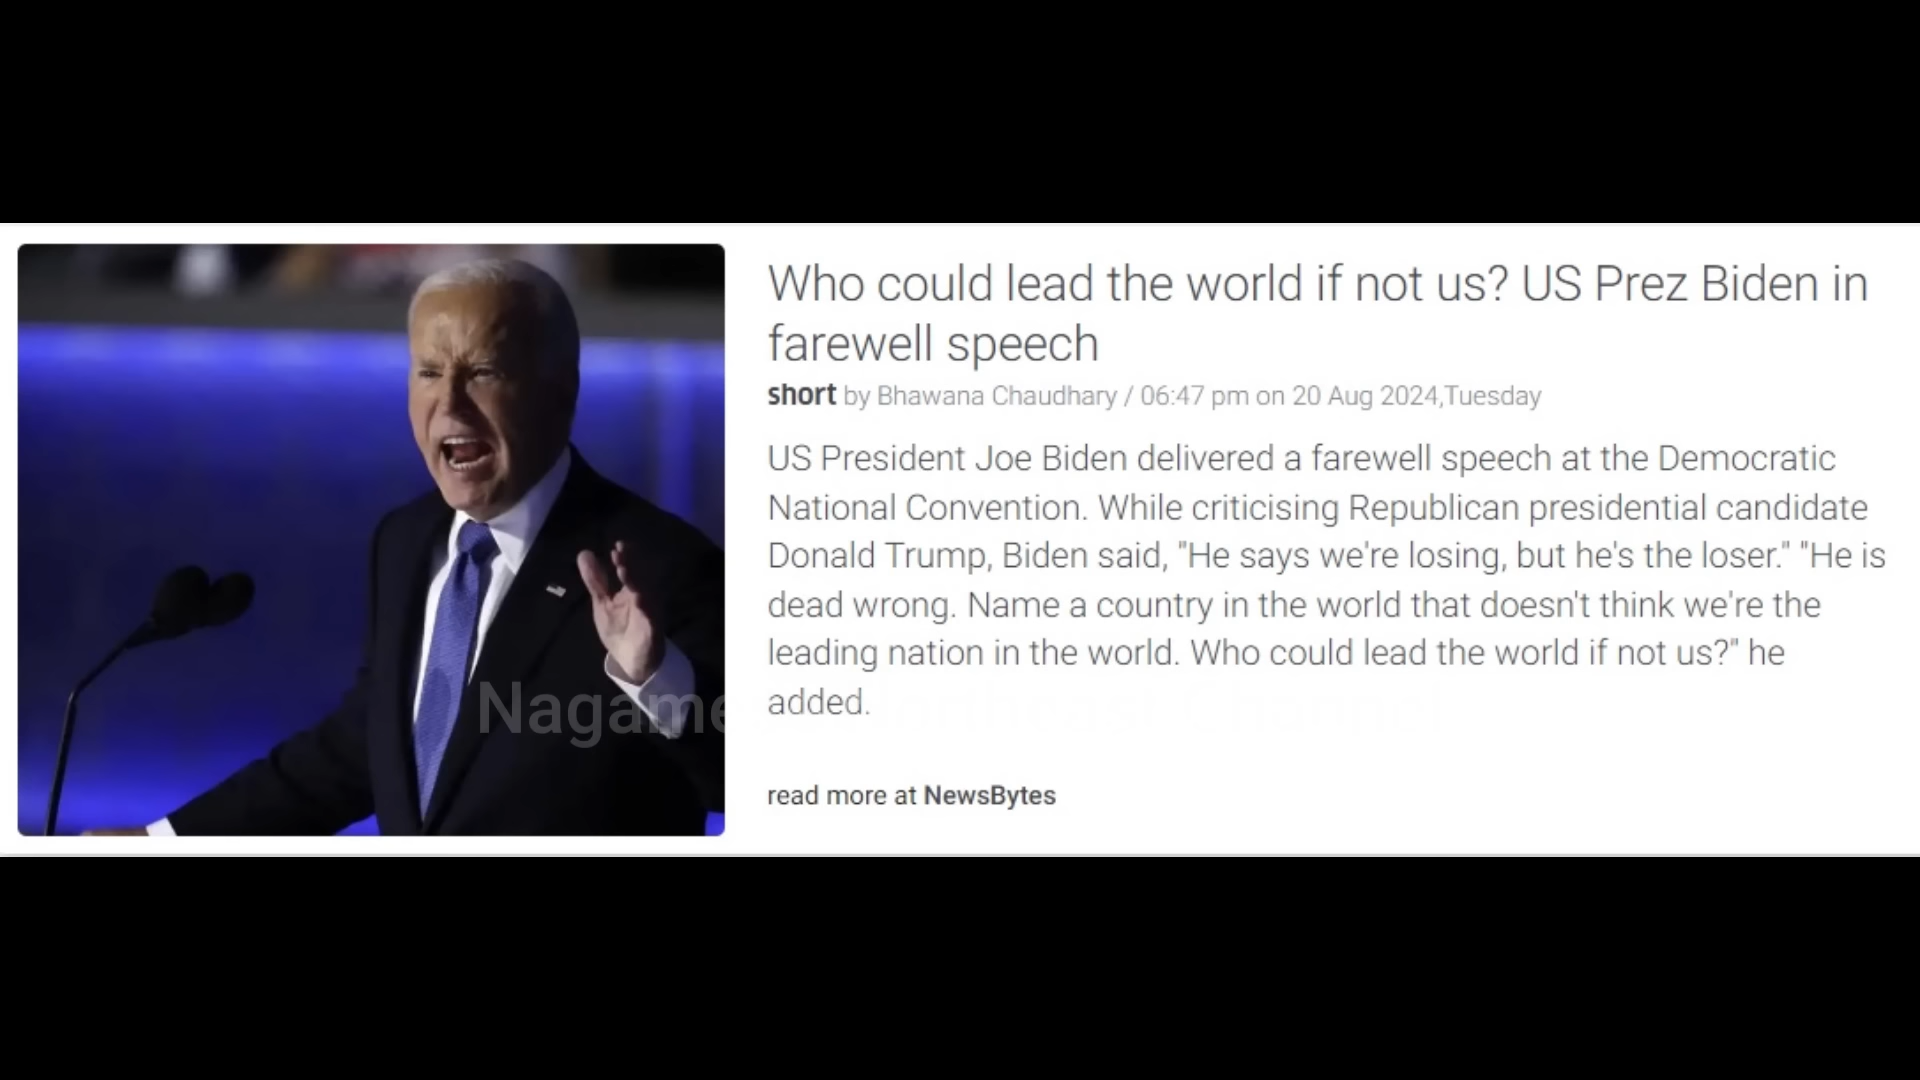 Who could lead the world if not us? US Prez Biden in
farewell speech
short by Bhawana Chaudhary / 06:47 pm on 20 Aug 2024,Tuesday
US President Joe Biden delivered a farewell speech at the Democratic
National Convention. While criticising Republican presidential candidate
Donald Trump, Biden said, "He says we're losing, but he's the loser." "He is
dead wrong. Name a country in the world that doesn't think we're the
leading nation in the world. Who could lead the world if not us?" he
added.
read more at NewsBytes